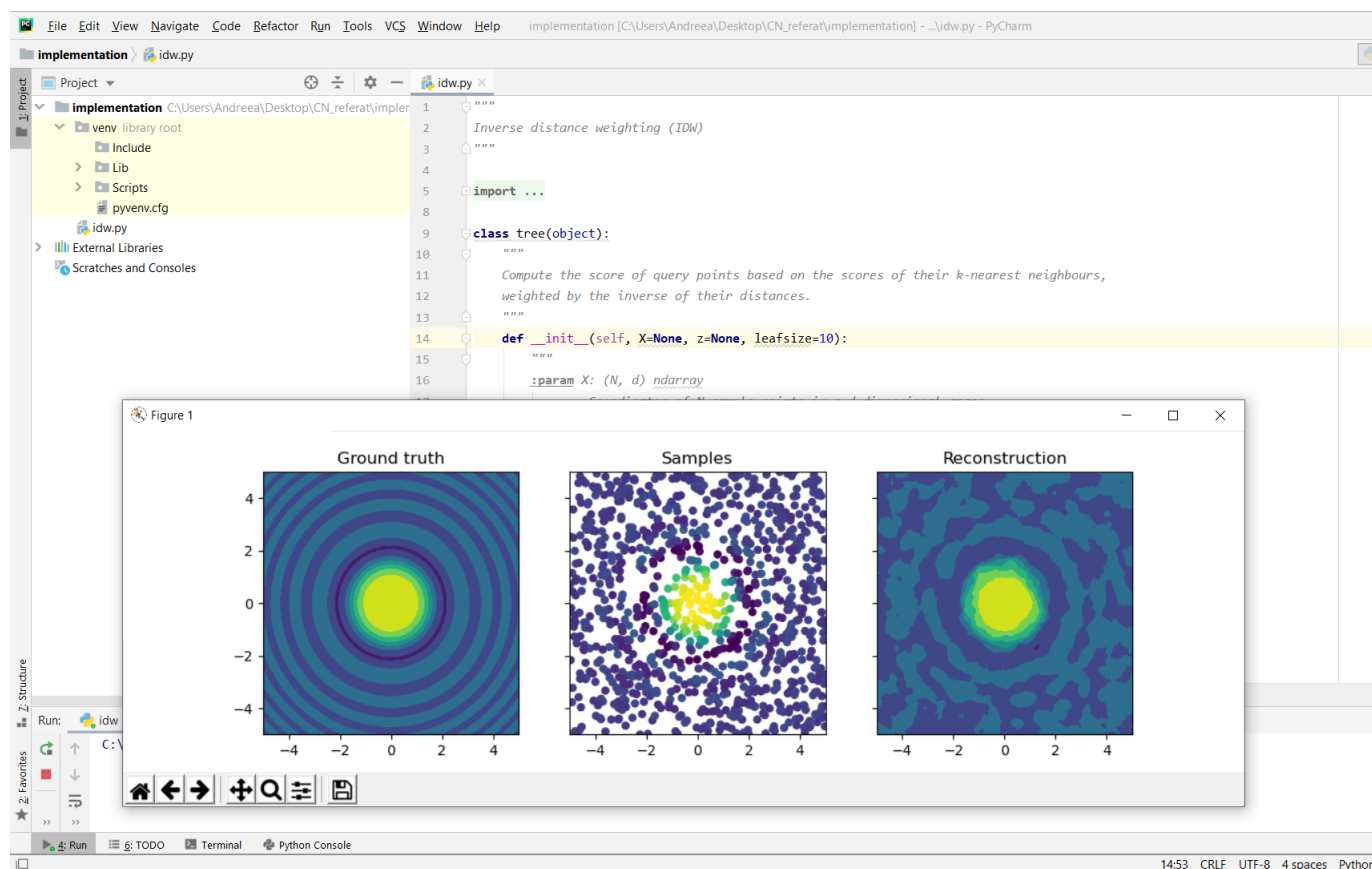 File Edit View Navigate Code Refactor Run Tools VCS Window Help implementation [C:\Users\Andreea\Desktop\CN_referat\implementation] - ...\idw.py - PyCharm
implementation idw.py
1: Project
Project
idw.py
implementation C:\Users\Andreea\Desktop\CN_referat\impler
venv library root
Include
Lib
Scripts
pyvenv.cfg
idw.py
External Libraries
Scratches and Consoles
1 """
2 Inverse distance weighting (IDW)
3 """
4
5 import ...
8
9 class tree(object):
10 """
11 Compute the score of query points based on the scores of their k-nearest neighbours,
12 weighted by the inverse of their distances.
13 """
14 def __init__(self, X=None, z=None, leafsize=10):
15 """
16 :param X: (N, d) ndarray
Figure 1
Ground truth Samples Reconstruction
4
2
0
−2
−4
−4 −2 0 2 4 −4 −2 0 2 4 −4 −2 0 2 4
Z: Structure
2: Favorites
Run: idw
C:\
4: Run 6: TODO Terminal Python Console
14:53 CRLF UTF-8 4 spaces Python